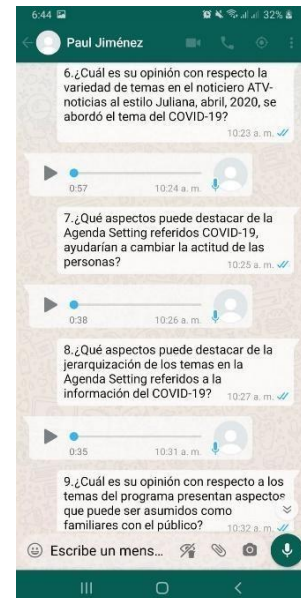 6:44
32%
Paul Jiménez
6.¿Cuál es su opinión con respecto la
variedad de temas en el noticiero ATV-
noticias al estilo Juliana, abril, 2020, se
abordó el tema del COVID-19?
10:23 a. m.
0:57
10:24 a. m.
7.¿Qué aspectos puede destacar de la
Agenda Setting referidos COVID-19,
ayudarían a cambiar la actitud de las
personas?
10:25 a. m.
0:38
10:26 a. m.
8.¿Qué aspectos puede destacar de la
jerarquización de los temas en la
Agenda Setting referidos a la
información del COVID-19?
10:27 a. m.
0:35
10:31 a. m.
9.¿Cuál es su opinión con respecto a los
temas del programa presentan aspectos
que puede ser asumidos como
familiares con el público?
10:32 a. m.
Escribe un mens...